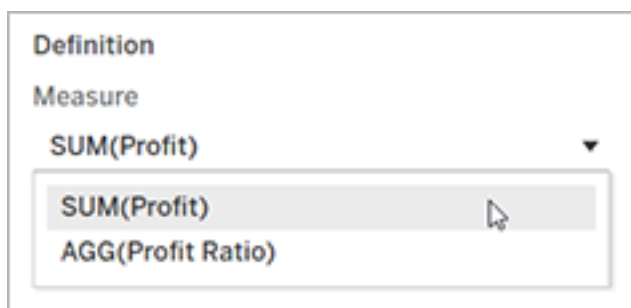 Definition
Measure
SUM(Profit)
SUM(Profit)
AGG(Profit Ratio)